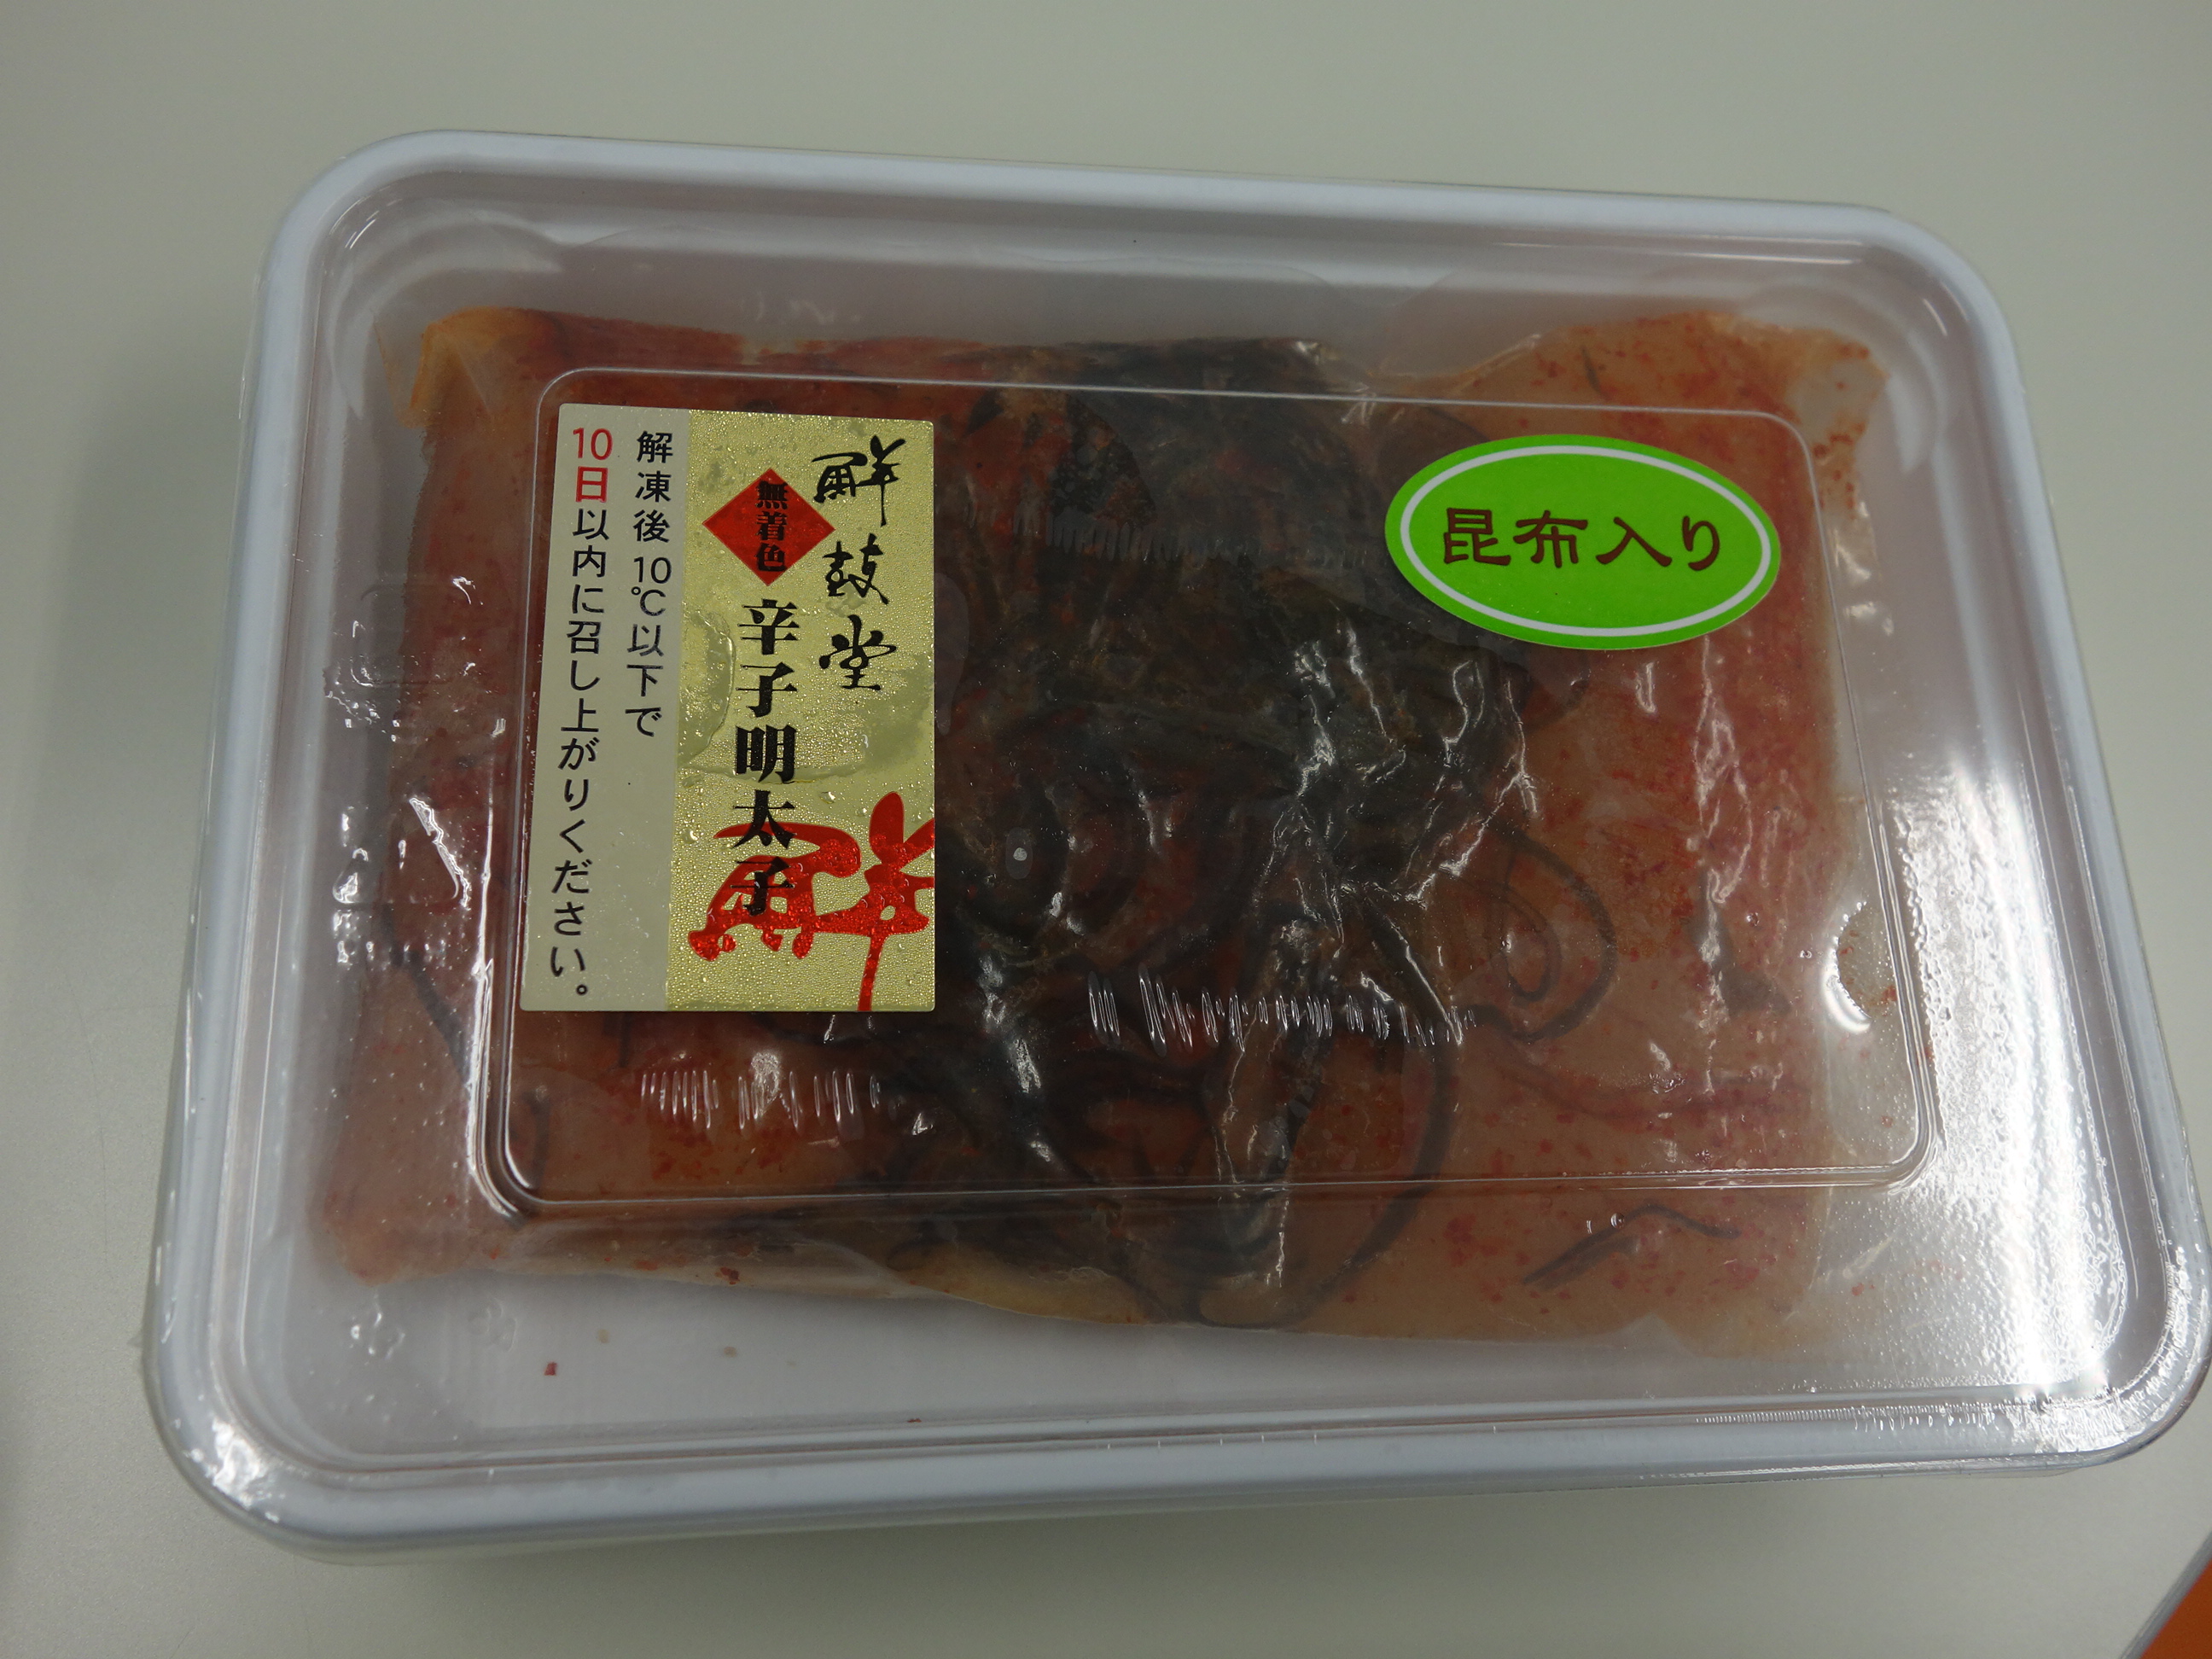 鮮鼓堂
無着色
辛子明太子
鮮
解凍後10℃以下で
10日以内に召し上がりください。
昆布入り